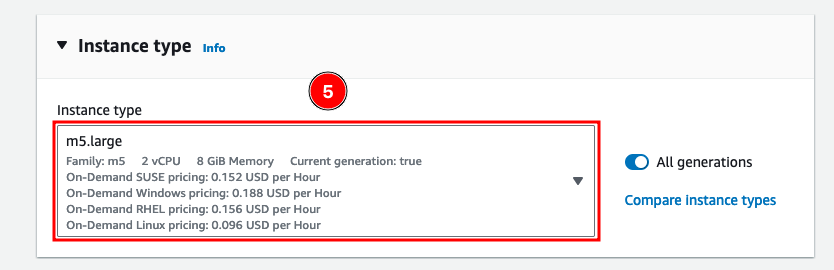 Instance type Info
5
Instance type
m5.large
Family: m5 2 vCPU 8 GiB Memory Current generation: true
On-Demand SUSE pricing: 0.152 USD per Hour
On-Demand Windows pricing: 0.188 USD per Hour
On-Demand RHEL pricing: 0.156 USD per Hour
On-Demand Linux pricing: 0.096 USD per Hour
All generations
Compare instance types